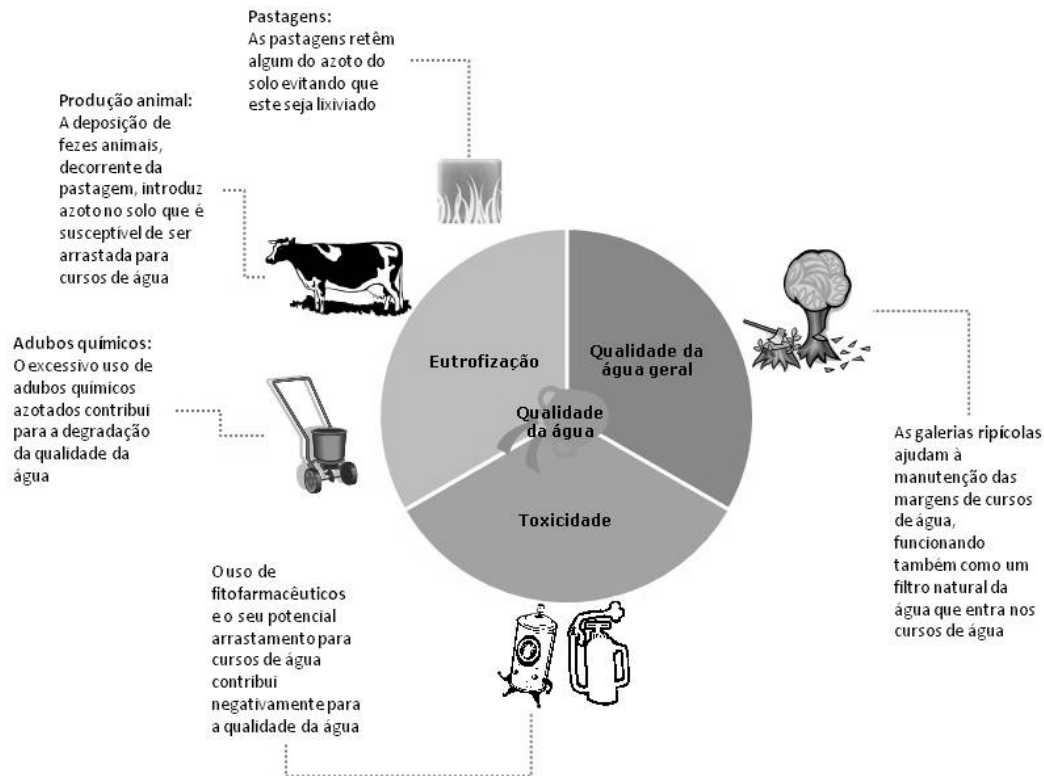 Pastagens:
As pastagens retêm
algum do azoto do
solo evitando que
este seja lixiviado
Produção animal:
A deposição de
fezes animais,
decorrente da
pastagem, introduz
azoto no solo que é
susceptível de ser
arrastada para
cursos de água
Adubos químicos:
O excessivo uso de
adubos químicos
azotados contribui
para a degradação
da qualidade da
água
Eutrofização
Qualidade da
água geral
Qualidade
da água
Toxicidade
As galerias ripícolas
ajudam à
manutenção das
margens de cursos
de água,
funcionando
também como um
filtro natural da
água que entra nos
cursos de água
O uso de
fitofarmacêuticos
e o seu potencial
arrastamento para
cursos de água
contribui
negativamente para
a qualidade da água